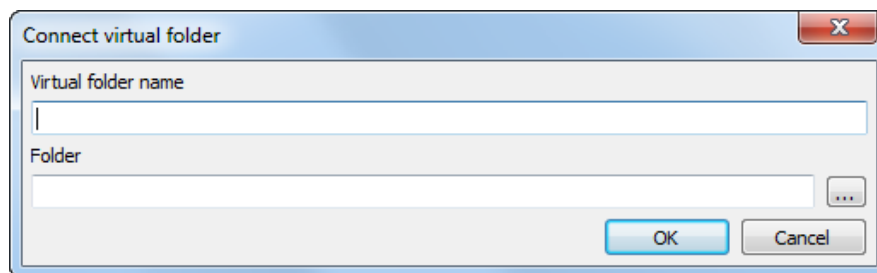 Connect virtual folder
Virtual folder name
Folder
...
OK Cancel